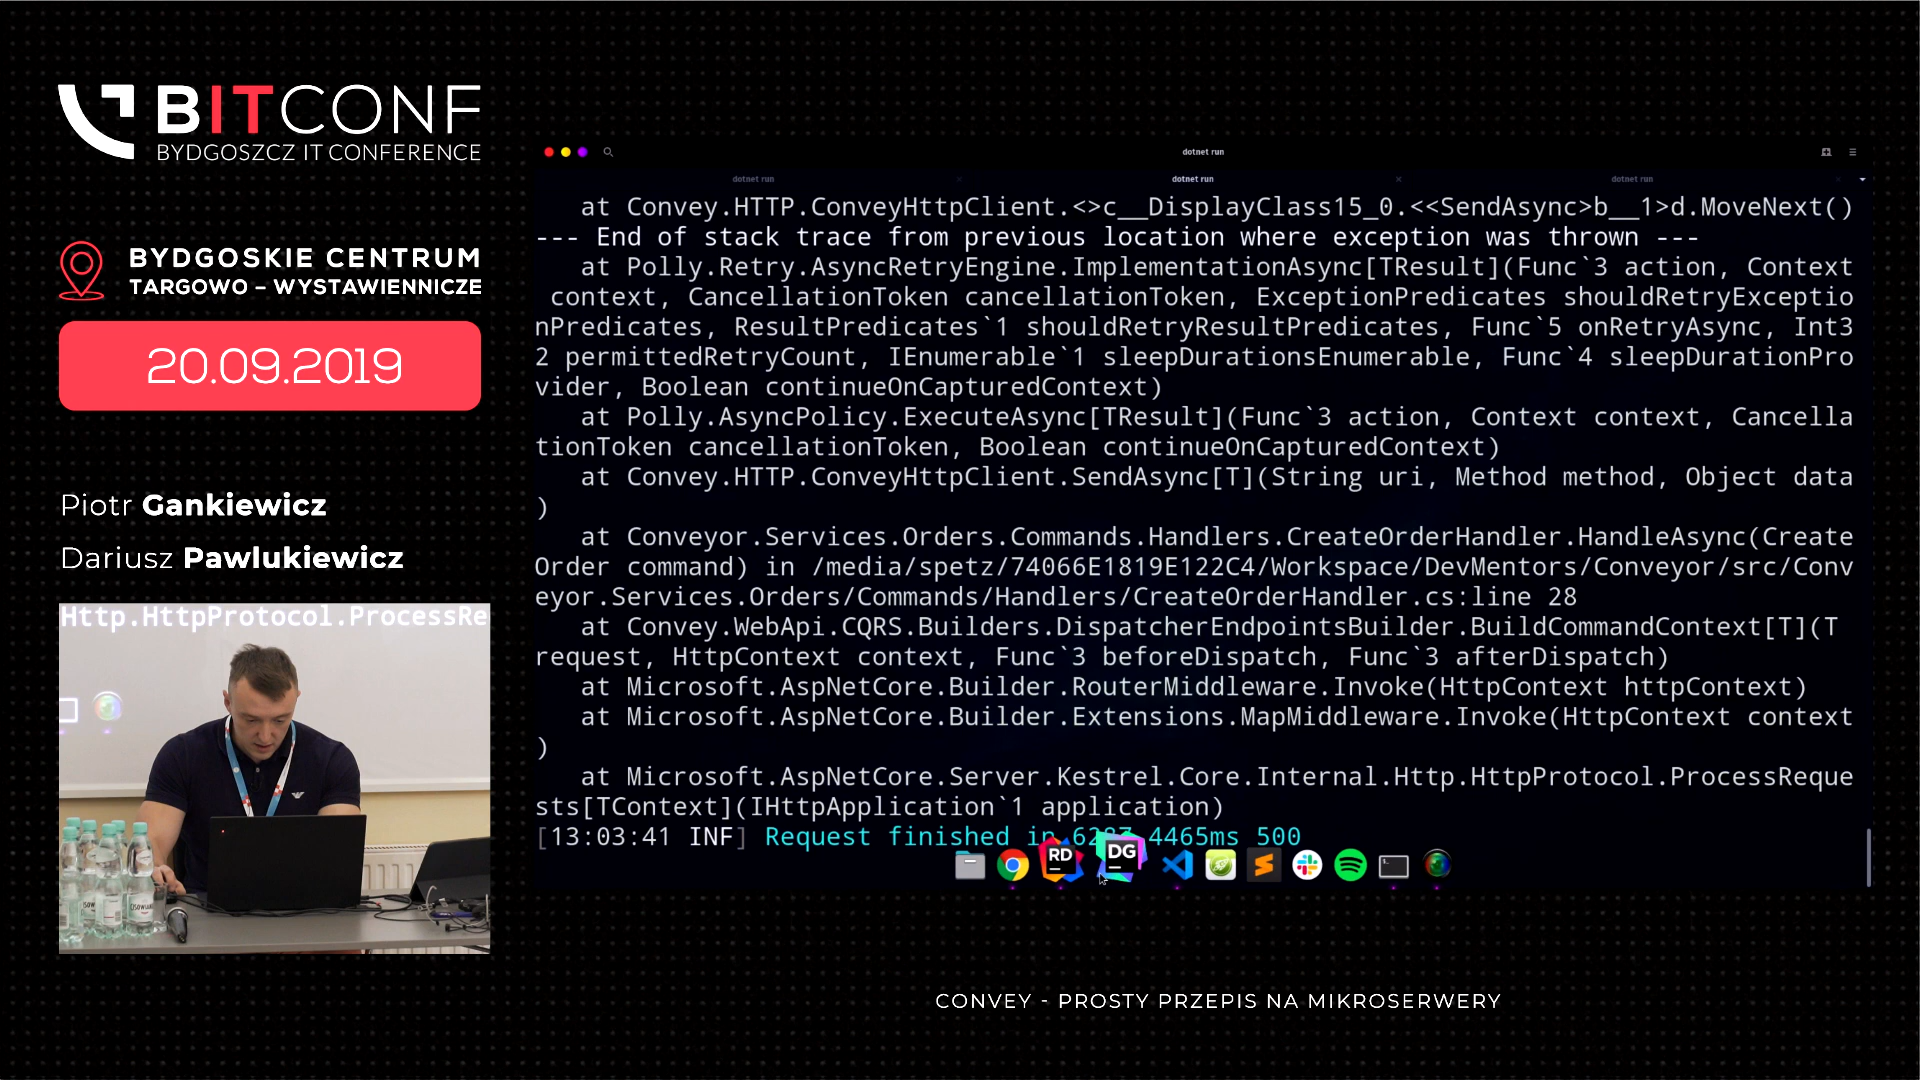 BITCONF
BYDGOSZCZ IT CONFERENCE
BYDGOSKIE CENTRUM
TARGOWO – WYSTAWIENNICZE
20.09.2019
Piotr Gankiewicz
Dariusz Pawlukiewicz
Http.HttpProtocol.ProcessRe
dotnet run
dotnet run dotnet run dotnet run
at Convey.HTTP.ConveyHttpClient.<>c__DisplayClass15_0.<<SendAsync>b__1>d.MoveNext()
--- End of stack trace from previous location where exception was thrown ---
at Polly.Retry.AsyncRetryEngine.ImplementationAsync[TResult](Func`3 action, Context
context, CancellationToken cancellationToken, ExceptionPredicates shouldRetryExceptio
nPredicates, ResultPredicates`1 shouldRetryResultPredicates, Func`5 onRetryAsync, Int3
2 permittedRetryCount, IEnumerable`1 sleepDurationsEnumerable, Func`4 sleepDurationPro
vider, Boolean continueOnCapturedContext)
at Polly.AsyncPolicy.ExecuteAsync[TResult](Func`3 action, Context context, Cancella
tionToken cancellationToken, Boolean continueOnCapturedContext)
at Convey.HTTP.ConveyHttpClient.SendAsync[T](String uri, Method method, Object data
)
at Conveyor.Services.Orders.Commands.Handlers.CreateOrderHandler.HandleAsync(Create
Order command) in /media/spetz/74066E1819E122C4/Workspace/DevMentors/Conveyor/src/Conv
eyor.Services.Orders/Commands/Handlers/CreateOrderHandler.cs:line 28
at Convey.WebApi.CQRS.Builders.DispatcherEndpointsBuilder.BuildCommandContext[T](T
request, HttpContext context, Func`3 beforeDispatch, Func`3 afterDispatch)
at Microsoft.AspNetCore.Builder.RouterMiddleware.Invoke(HttpContext httpContext)
at Microsoft.AspNetCore.Builder.Extensions.MapMiddleware.Invoke(HttpContext context
)
at Microsoft.AspNetCore.Server.Kestrel.Core.Internal.Http.HttpProtocol.ProcessReque
sts[TContext](IHttpApplication`1 application)
[13:03:41 INF] Request finished in 4465ms 500
RD DG
CONVEY - PROSTY PRZEPIS NA MIKROSERWERY